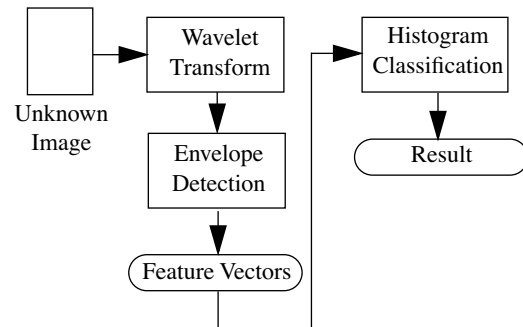 Unknown
Image
Wavelet
Transform
Envelope
Detection
Feature Vectors
Histogram
Classification
Result